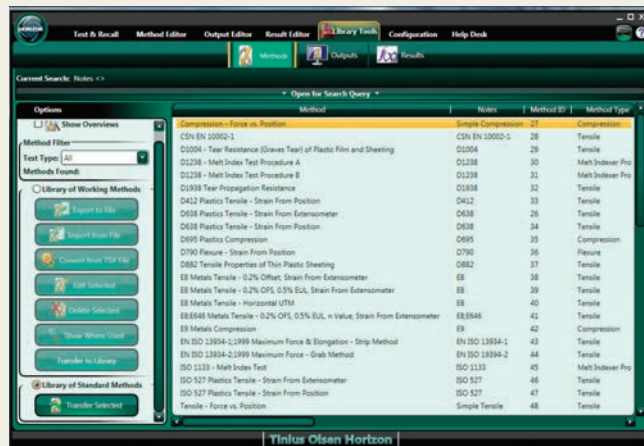 HORIZON
Test & Recall Method Editor Output Editor Result Editor Library Tools Configuration Help Desk
Methods Outputs Results
Current Search: Notes <>
Open for Search Query
Options
Show Overviews
Method Filter
Test Type: All
Methods Found:
Library of Working Methods
Export to File
Import from File
Convert from TSX File
Edit Selected
Delete Selected
Show Where Used
Transfer to Library
Library of Standard Methods
Transfer Selected
Method Notes Method ID Method Type
Compression - Force vs. Position Simple Compression 27 Compression
CSN EN 10002-1 CSN EN 10002-1 28 Tensile
D1004 - Tear Resistance (Graves Tear) of Plastic Film and Sheeting D1004 29 Tensile
D1238 - Melt Index Test Procedure A D1238 30 Melt Indexer Pro
D1238 - Melt Index Test Procedure B D1238 31 Melt Indexer Pro
D1938 Tear Propagation Resistance D1938 32 Tensile
D412 Plastics Tensile - Strain From Position D412 33 Tensile
D638 Plastics Tensile - Strain From Extensometer D638 26 Tensile
D638 Plastics Tensile - Strain From Position D638 34 Tensile
D695 Plastics Compression D695 35 Compression
D790 Flexure - Strain From Position D790 36 Flexure
D882 Tensile Properties of Thin Plastic Sheeting D882 37 Tensile
E8 Metals Tensile - 0.2% Offset, Strain From Extensometer E8 38 Tensile
E8 Metals Tensile - 0.2% OFS, 0.5% EUL, Strain From Extensometer E8 39 Tensile
E8 Metals Tensile - Horizontal UTM E8 40 Tensile
E8;E646 Metals Tensile - 0.2% OFS, 0.5% EUL, n Value, Strain From Extensometer E8;E646 41 Tensile
E9 Metals Compression E9 42 Compression
EN ISO 13934-1;1999 Maximum Force & Elongation - Strip Method EN ISO 13934-1 43 Tensile
EN ISO 13934-2;1999 Maximum Force - Grab Method EN ISO 19394-2 44 Tensile
ISO 1133 - Melt Index Test ISO 1133 45 Melt Indexer Pro
ISO 527 Plastics Tensile - Strain From Extensometer ISO 527 46 Tensile
ISO 527 Plastics Tensile - Strain From Position ISO 527 47 Tensile
Tensile - Force vs. Position Simple Tensile 48 Tensile
Tinius Olsen Horizon